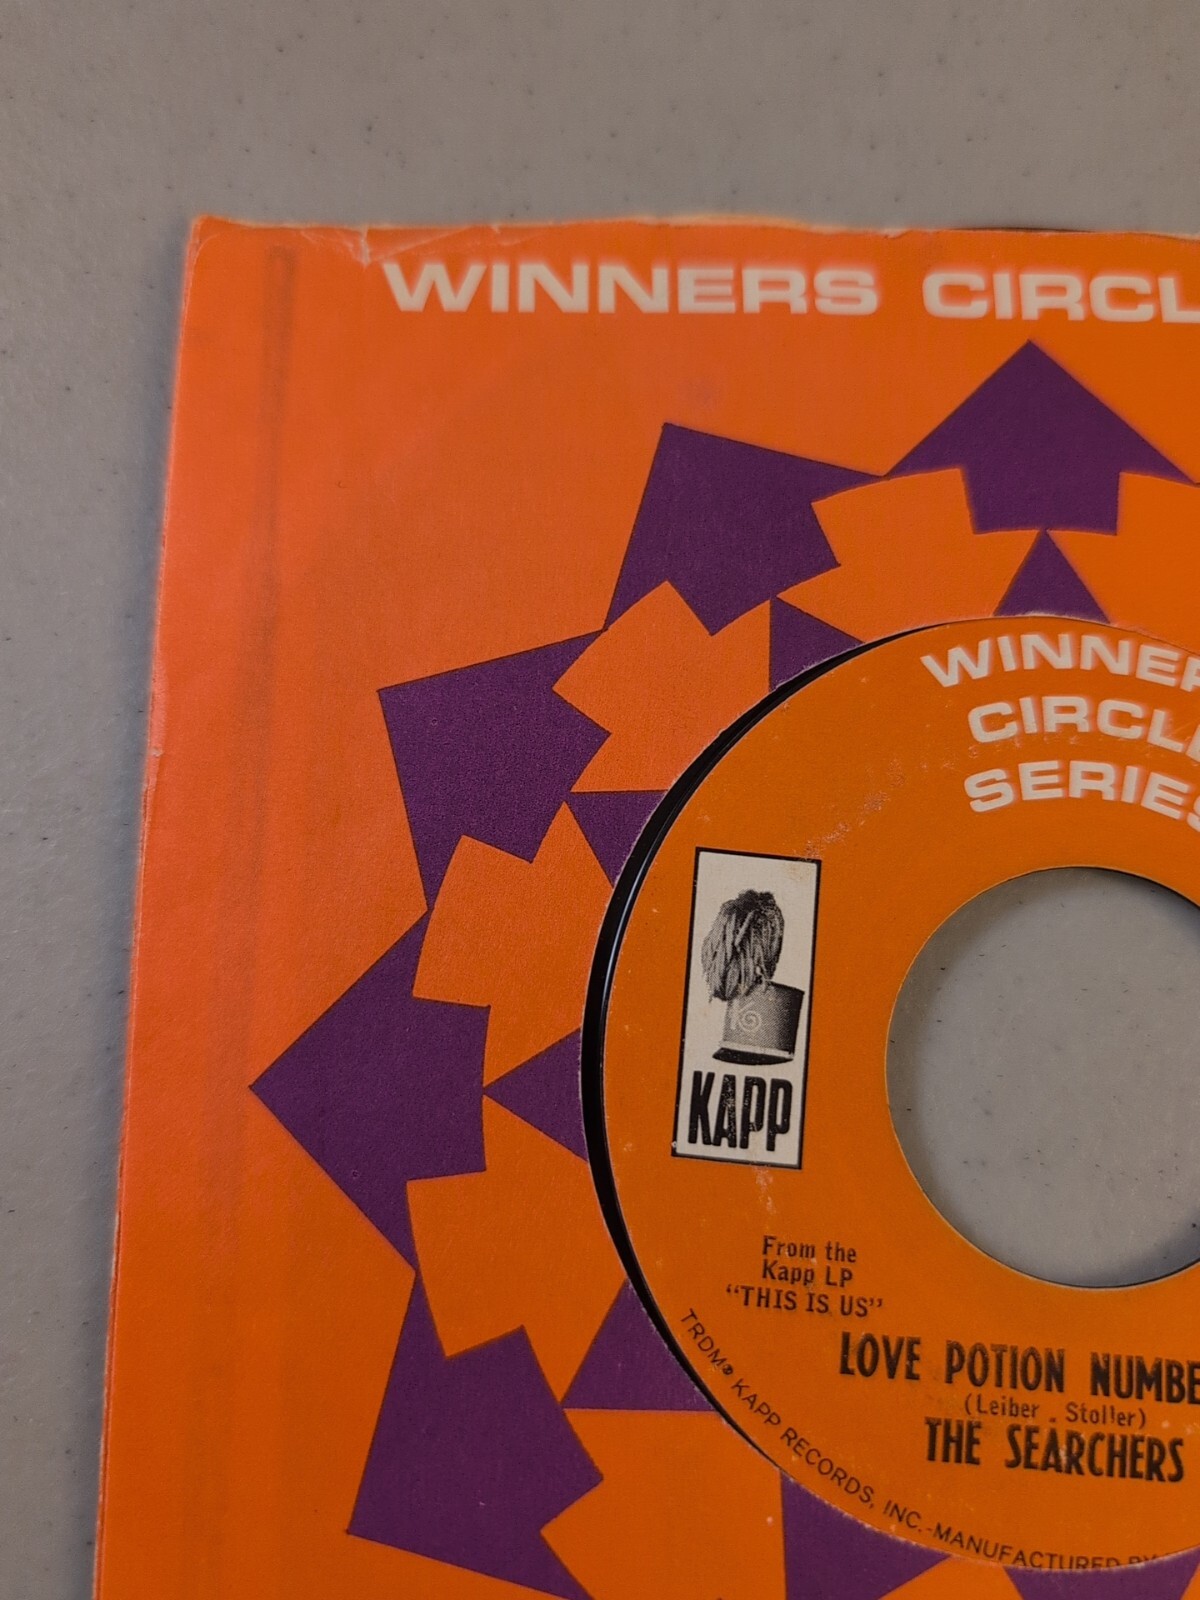 WINNERS CIRCL
WINNER
CIRCLE
SERIES
KAPP
From the
Kapp LP
"THIS IS US"
LOVE POTION NUMBE
(Leiber - Stoller)
THE SEARCHERS
TRDM® KAPP RECORDS, INC.-MANUFACTURED BY